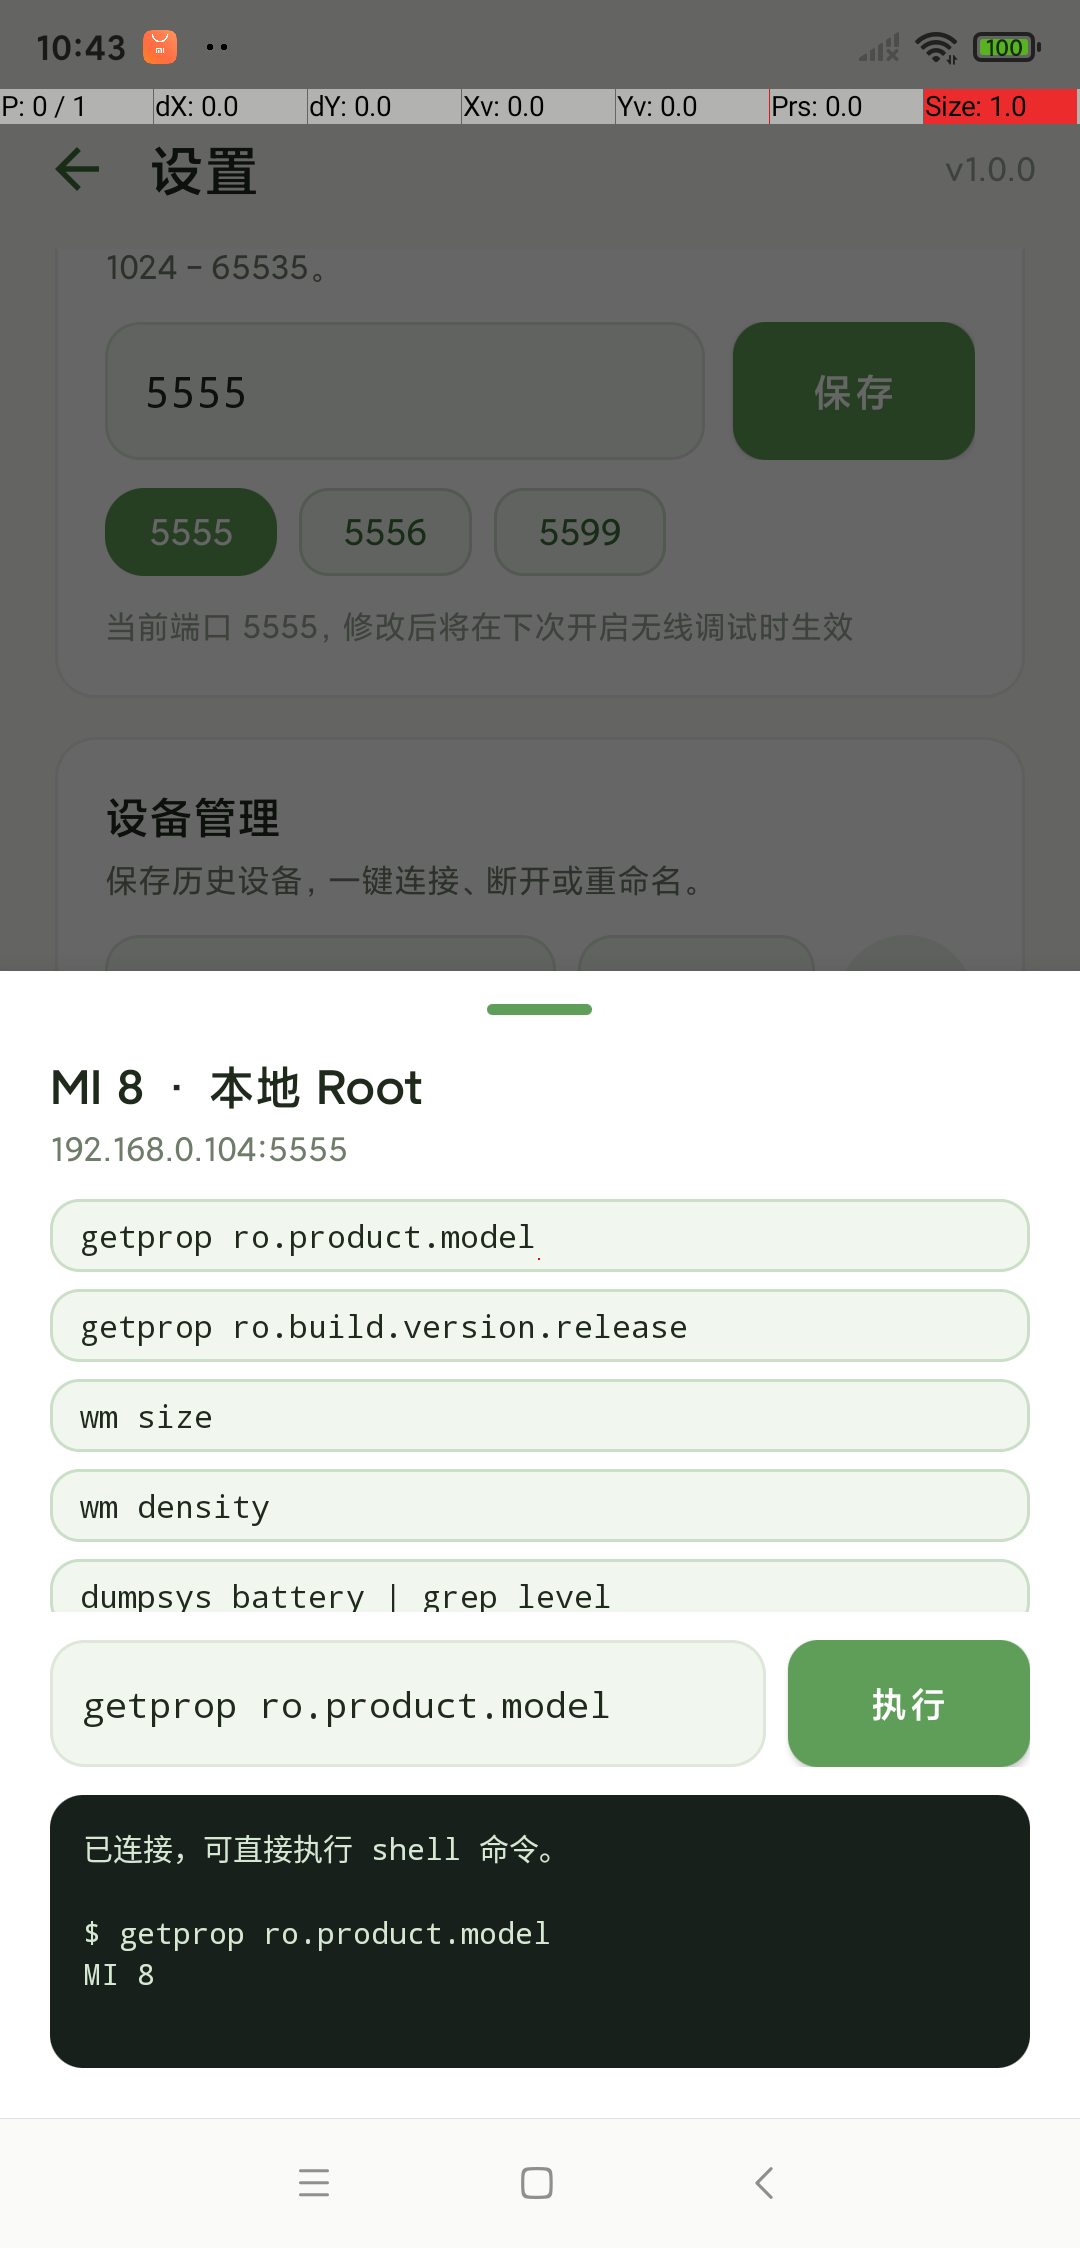 10:43
100
P: 0 / 1
dX: 0.0
dY: 0.0
Xv: 0.0
Yv: 0.0
Prs: 0.0
Size: 1.0
设置
v1.0.0
1024 – 65535。
5555
保存
5555
5556
5599
当前端口 5555，修改后将在下次开启无线调试时生效
设备管理
保存历史设备，一键连接、断开或重命名。
MI 8 · 本地 Root
192.168.0.104:5555
getprop ro.product.model
getprop ro.build.version.release
wm size
wm density
dumpsys battery | grep level
getprop ro.product.model
执行
已连接，可直接执行 shell 命令。
$ getprop ro.product.model
MI 8